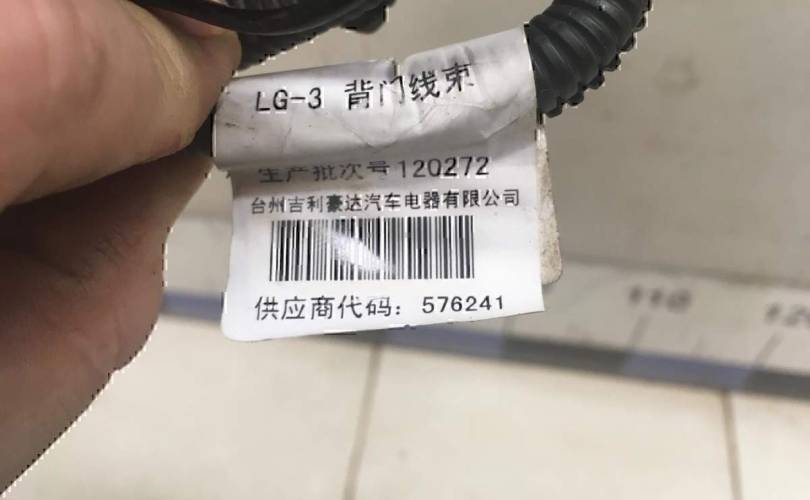 LG-3 背门线束
生产批次号120272
台州吉利豪达汽车电器有限公司
供应商代码：576241
110